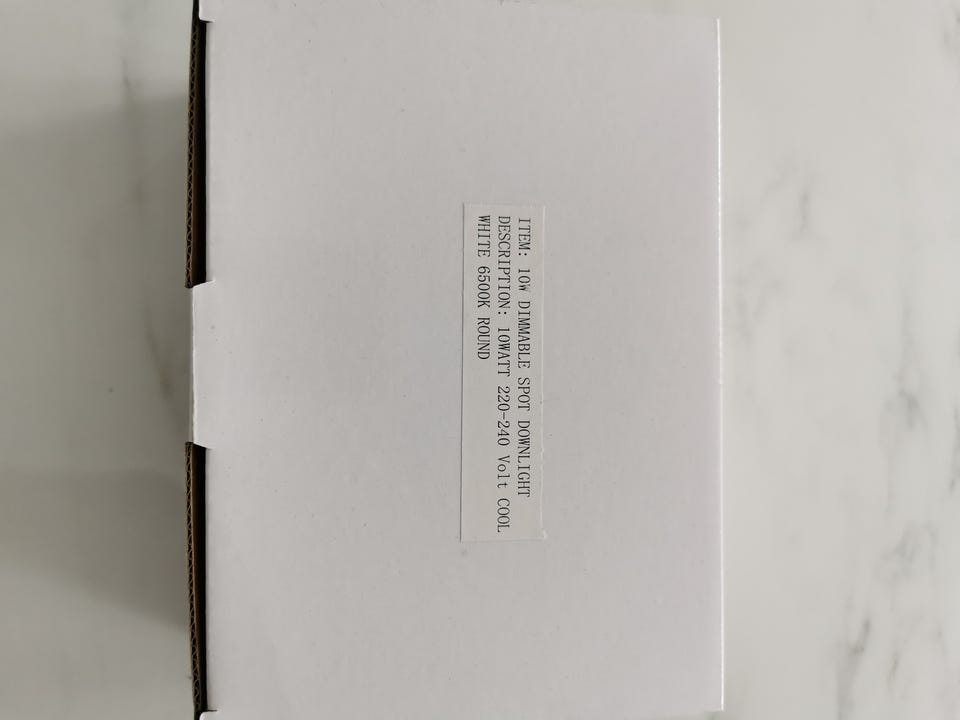 ITEM: 10W DIMMABLE SPOT DOWNLIGHT
DESCRIPTION: 10WATT 220-240 Volt COOL
WHITE 6500K ROUND